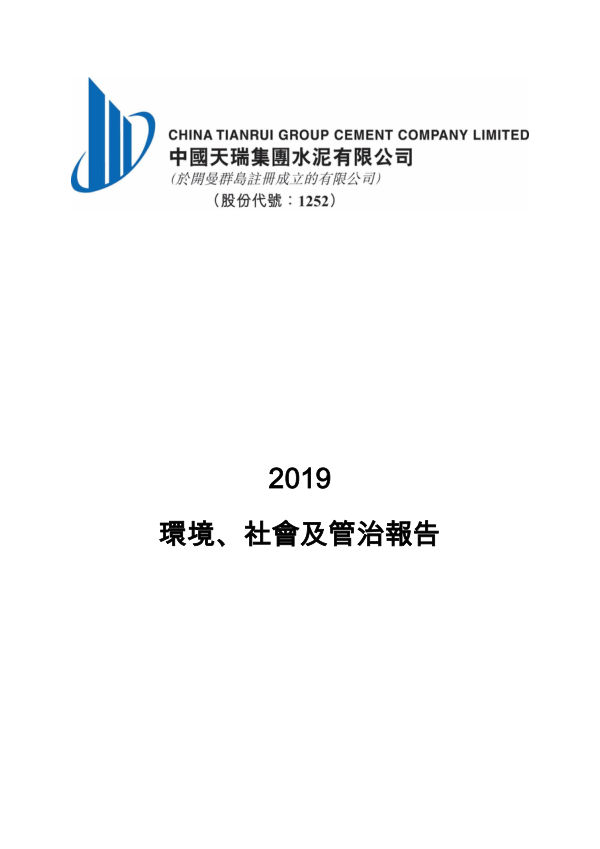 CHINA TIANRUI GROUP CEMENT COMPANY LIMITED
中國天瑞集團水泥有限公司
(於開曼群島註冊成立的有限公司)
（股份代號：1252）
2019
環境、社會及管治報告